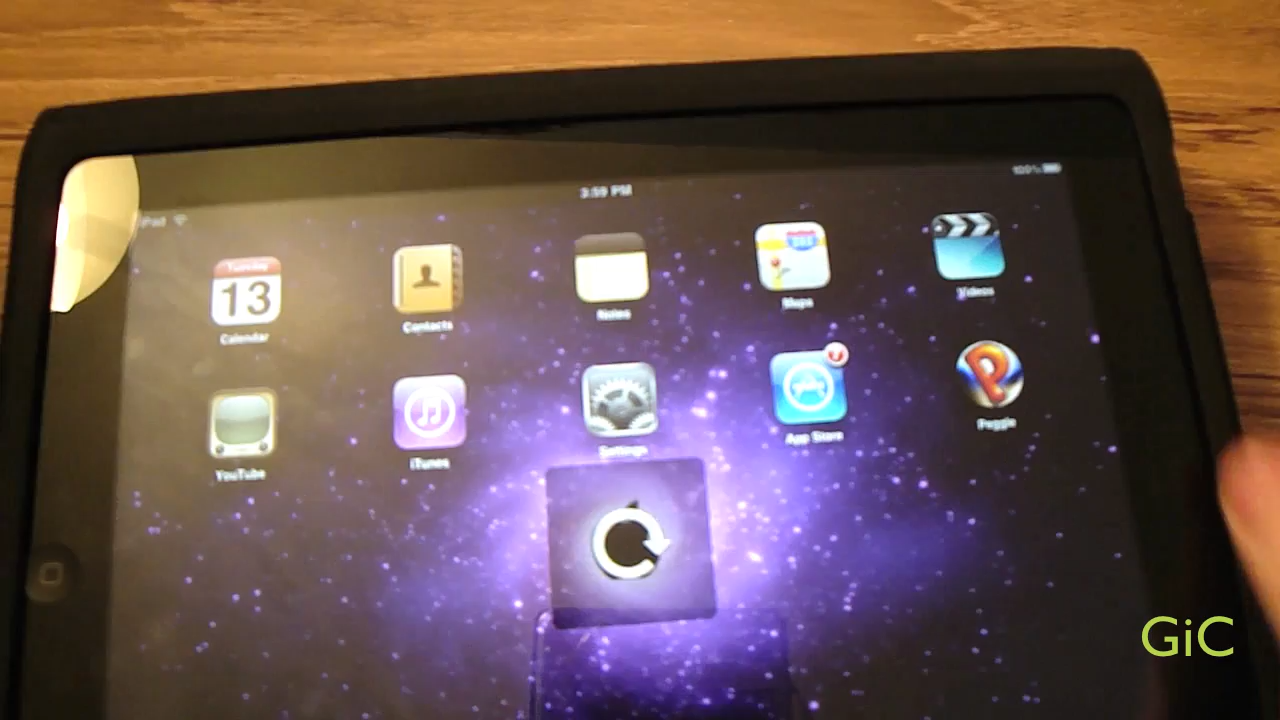 iPad
3:59 PM
100%
Tuesday
13
Calendar
Contacts
Notes
Maps
Videos
YouTube
iTunes
Settings
App Store
P
Peggle
GiC